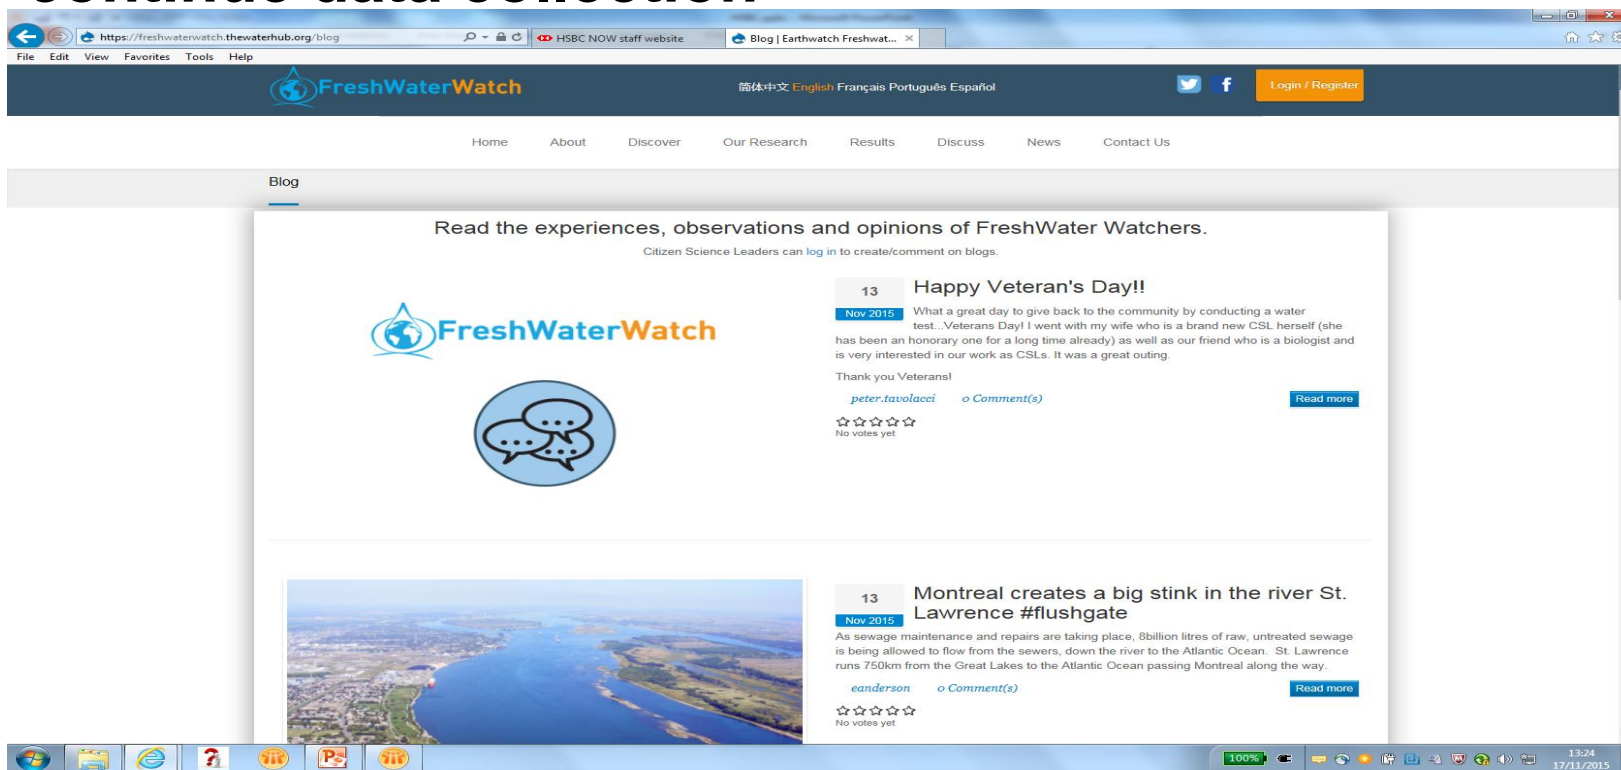 continue data collection
https://freshwaterwatch.thewaterhub.org/blog
HSBC NOW staff website
Blog | Earthwatch Freshwat...
File Edit View Favorites Tools Help
FreshWaterWatch
简体中文 English Français Português Español
Login / Register
Home About Discover Our Research Results Discuss News Contact Us
Blog
Read the experiences, observations and opinions of FreshWater Watchers.
Citizen Science Leaders can log in to create/comment on blogs.
FreshWaterWatch
13
Nov 2015
Happy Veteran's Day!!
What a great day to give back to the community by conducting a water
test...Veterans Day! I went with my wife who is a brand new CSL herself (she
has been an honorary one for a long time already) as well as our friend who is a biologist and
is very interested in our work as CSLs. It was a great outing.
Thank you Veterans!
peter.tavolacci 0 Comment(s)
Read more
No votes yet
13
Nov 2015
Montreal creates a big stink in the river St.
Lawrence #flushgate
As sewage maintenance and repairs are taking place, 8billion litres of raw, untreated sewage
is being allowed to flow from the sewers, down the river to the Atlantic Ocean. St. Lawrence
runs 750km from the Great Lakes to the Atlantic Ocean passing Montreal along the way.
eanderson 0 Comment(s)
Read more
No votes yet
100%
13:24
17/11/2015